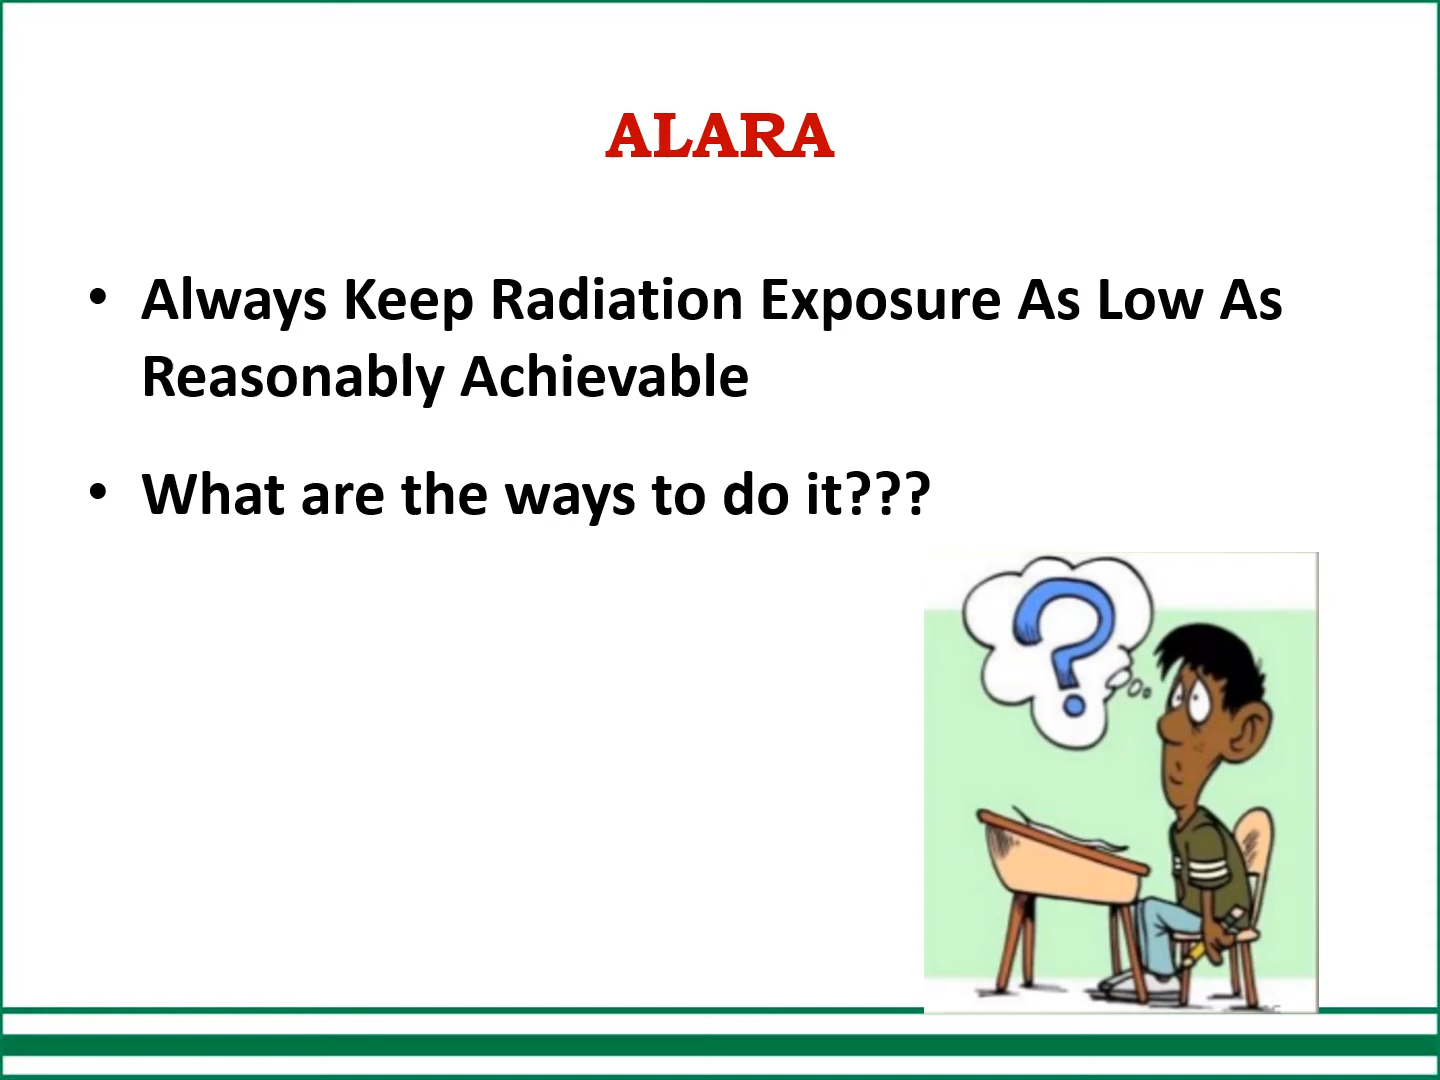 ALARA
• Always Keep Radiation Exposure As Low As
Reasonably Achievable
• What are the ways to do it???
?